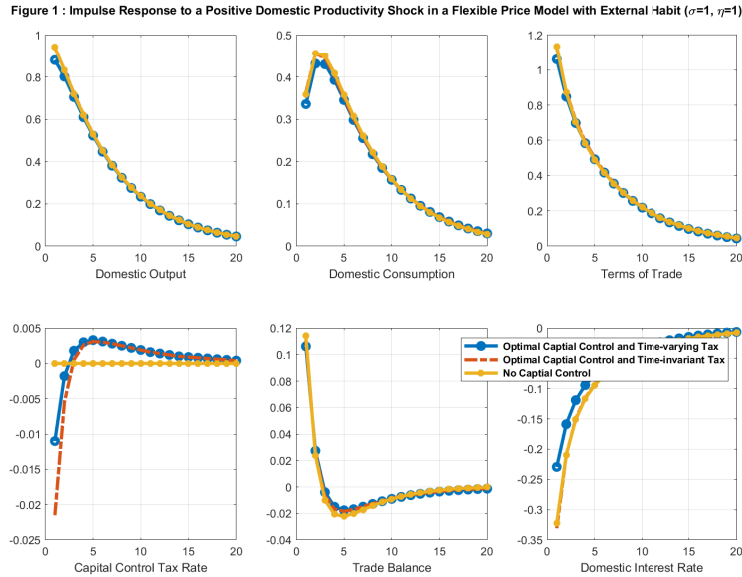 Figure 1 : Impulse Response to a Positive Domestic Productivity Shock in a Flexible Price Model with External Habit (σ=1, η=1)
1
0.8
0.6
0.4
0.2
0
0 5 10 15 20
Domestic Output
0.5
0.4
0.3
0.2
0.1
0
0 5 10 15 20
Domestic Consumption
1.2
1
0.8
0.6
0.4
0.2
0
0 5 10 15 20
Terms of Trade
0.005
0
-0.005
-0.01
-0.015
-0.02
-0.025
0 5 10 15 20
Capital Control Tax Rate
0.12
0.1
0.08
0.06
0.04
0.02
0
-0.02
-0.04
0 5 10 15 20
Trade Balance
Optimal Captial Control and Time-varying Tax
Optimal Captial Control and Time-invariant Tax
No Captial Control
0
-0.1
-0.15
-0.2
-0.25
-0.3
-0.35
0 5 10 15 20
Domestic Interest Rate